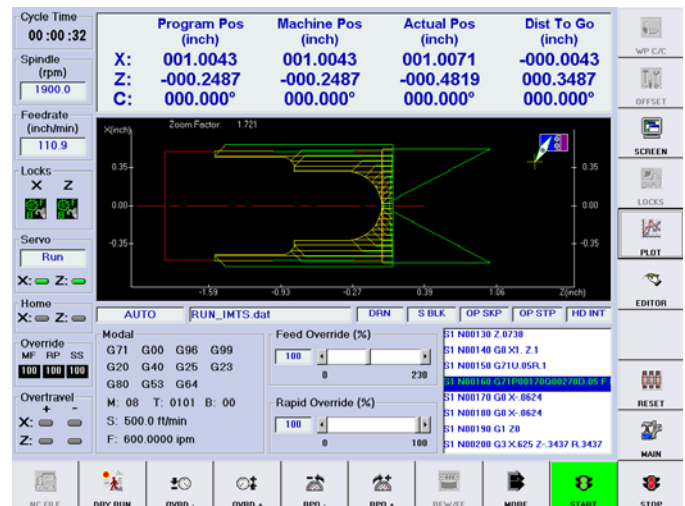 Cycle Time
00 :00 :32
Spindle
(rpm)
1900.0
Feedrate
(inch/min)
110.9
Locks
X Z
Servo
Run
X: Z:
Home
X: Z:
Override
MF RP SS
100 100 100
Overtravel
+ -
X:
Z:
Program Pos Machine Pos Actual Pos Dist To Go
(inch) (inch) (inch) (inch)
X: 001.0043 001.0043 001.0071 -000.0043
Z: -000.2487 -000.2487 -000.4819 000.3487
C: 000.000° 000.000° 000.000° 000.000°
X(inch) Zoom Factor: 1.721
0.35 0.35
0.00 0.00
-0.35 -0.35
-1.59 -0.93 -0.27 0.39 1.06 Z(inch)
AUTO RUN_IMTS.dat DRN S BLK OP SKP OP STP HD INT
Modal
G71 G00 G96 G99
G20 G40 G25 G23
G80 G53 G64
M: 08 T: 0101 B: 00
S: 500.0 ft/min
F: 600.0000 ipm
Feed Override (%)
100
0 230
Rapid Override (%)
100
0 100
S1 N00130 Z.0738
S1 N00140 G0 X1. Z.1
S1 N00150 G71U.05R.1
S1 N00160 G71P00170Q00270D.05 F.
S1 N00170 G0 X-.0624
S1 N00180 G0 X-.0624
S1 N00190 G1 Z0
S1 N00200 G3 X.625 Z-.3437 R.3437
WP C/C
OFFSET
SCREEN
LOCKS
PLOT
EDITOR
RESET
MAIN
NC FILE DRY RUN OVRD - OVRD + RPO - RPO + MORE START STOP